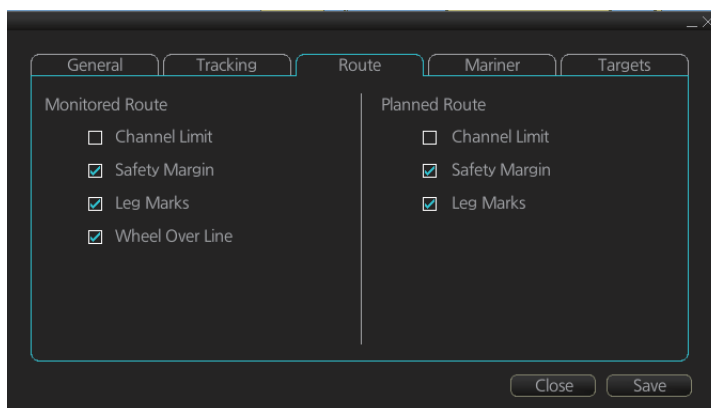 General Tracking Route Mariner Targets
Monitored Route
Channel Limit
Safety Margin
Leg Marks
Wheel Over Line
Planned Route
Channel Limit
Safety Margin
Leg Marks
Close Save